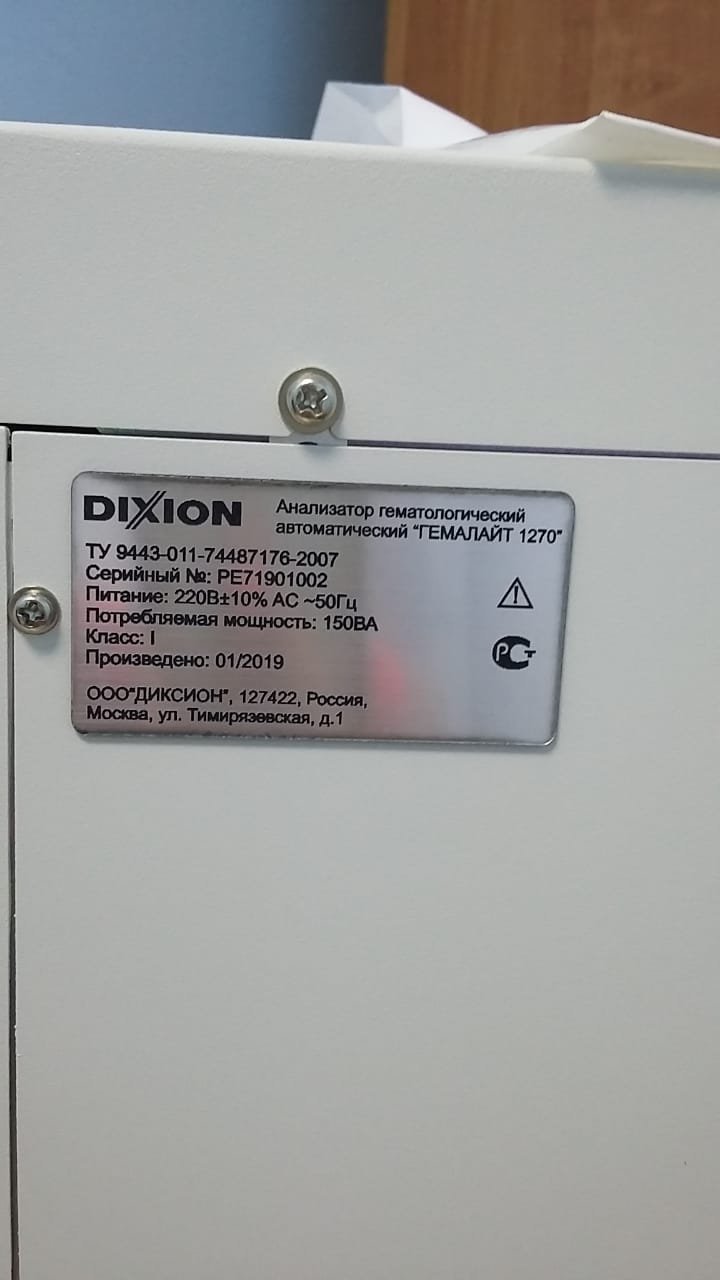 DIXION
Анализатор гематологический
автоматический "ГЕМАЛАЙТ 1270"
ТУ 9443-011-74487176-2007
Серийный №: PE71901002
Питание: 220В±10% AC ~50Гц
Потребляемая мощность: 150ВА
Класс: I
Произведено: 01/2019
ООО"ДИКСИОН", 127422, Россия,
Москва, ул. Тимирязевская, д.1
РСТ